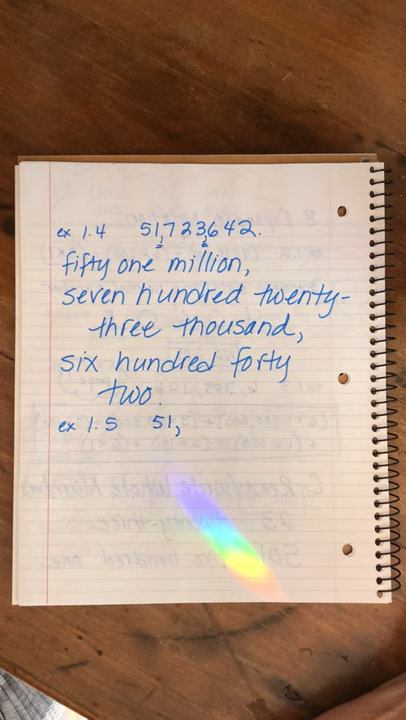 ex 1.4 51,723,642.
fifty one million,
seven hundred twenty-
three thousand,
six hundred forty
two.
ex 1.5 51,